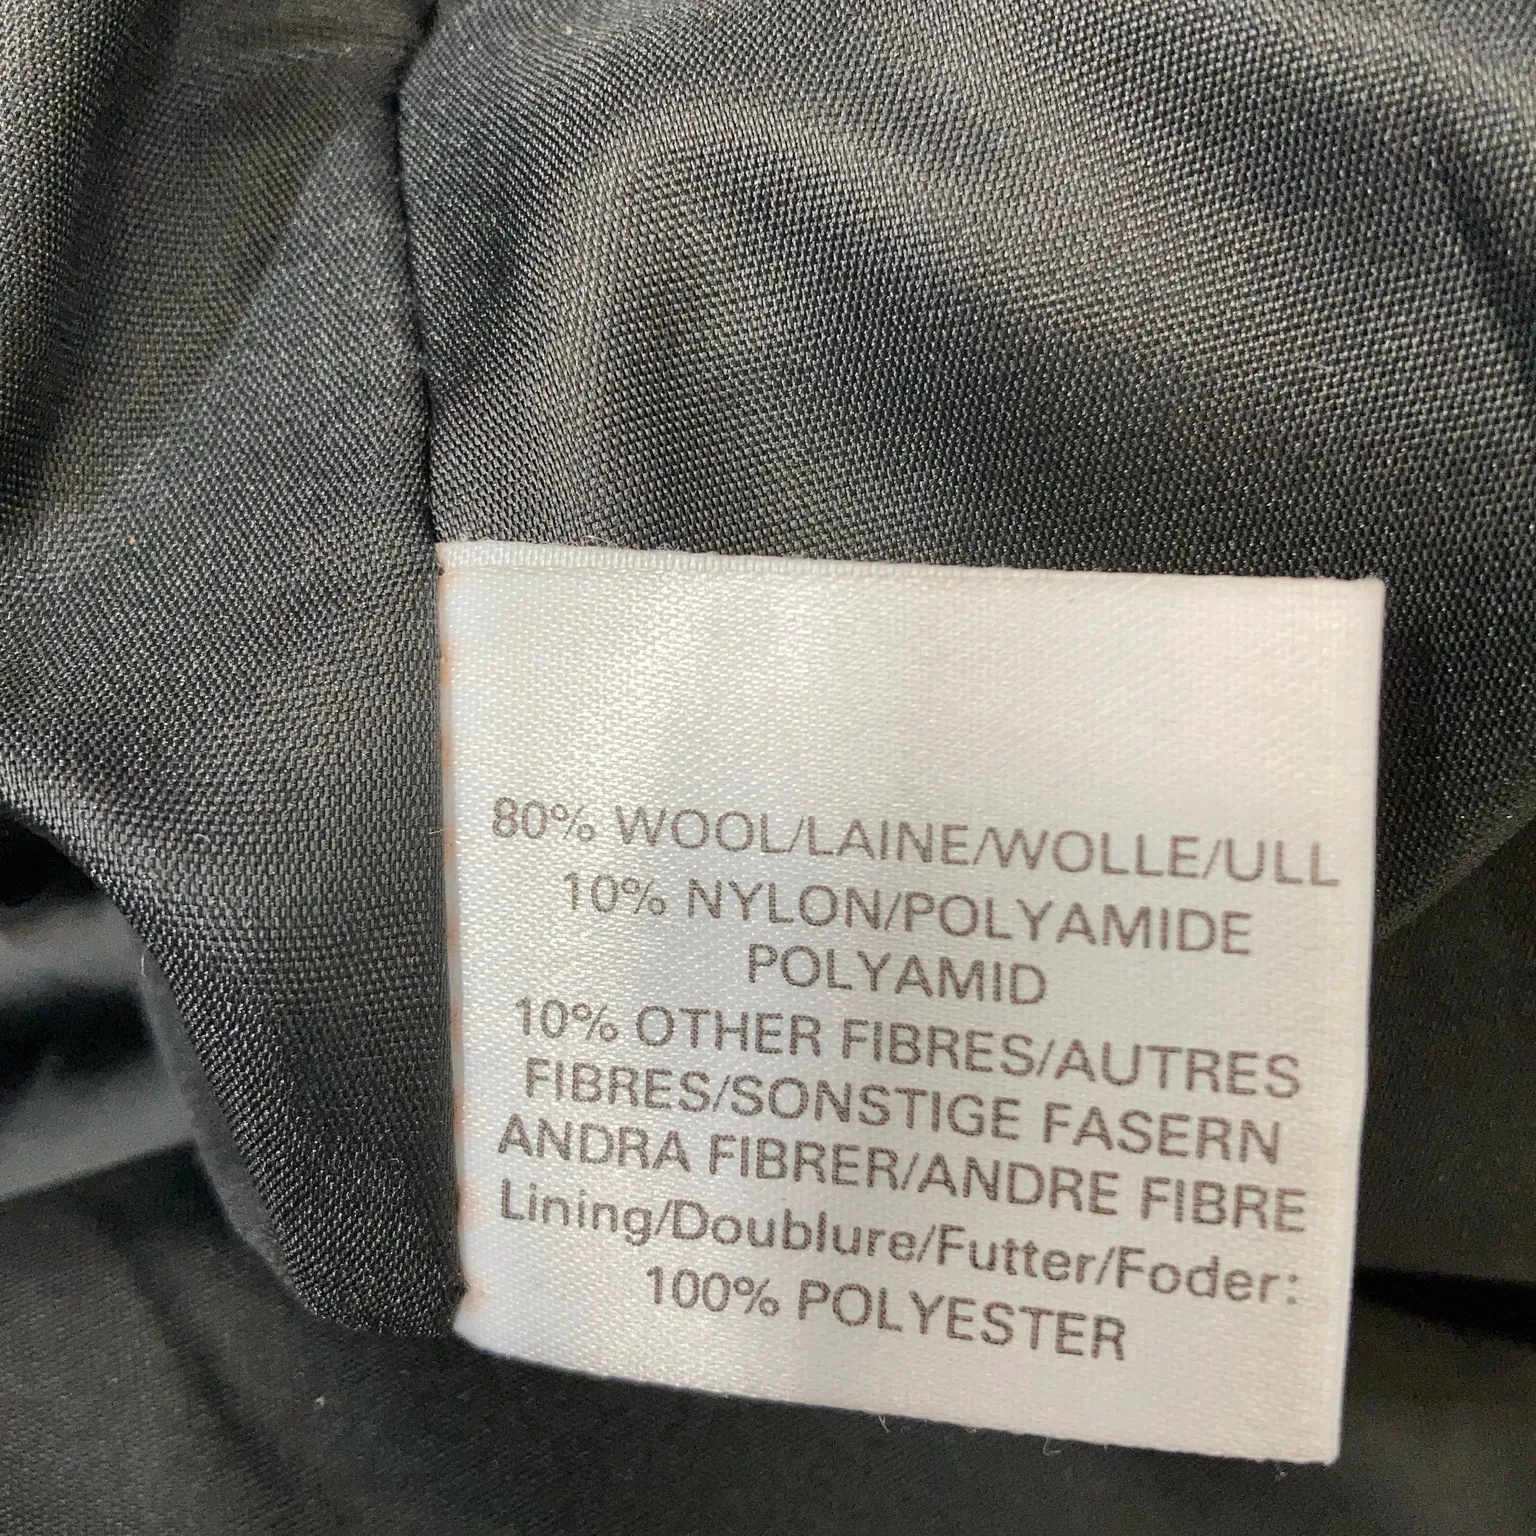 80% WOOL/LAINE/WOLLE/ULL
10% NYLON/POLYAMIDE
POLYAMID
10% OTHER FIBRES/AUTRES
FIBRES/SONSTIGE FASERN
ANDRA FIBRER/ANDRE FIBRE
Lining/Doublure/Futter/Foder:
100% POLYESTER